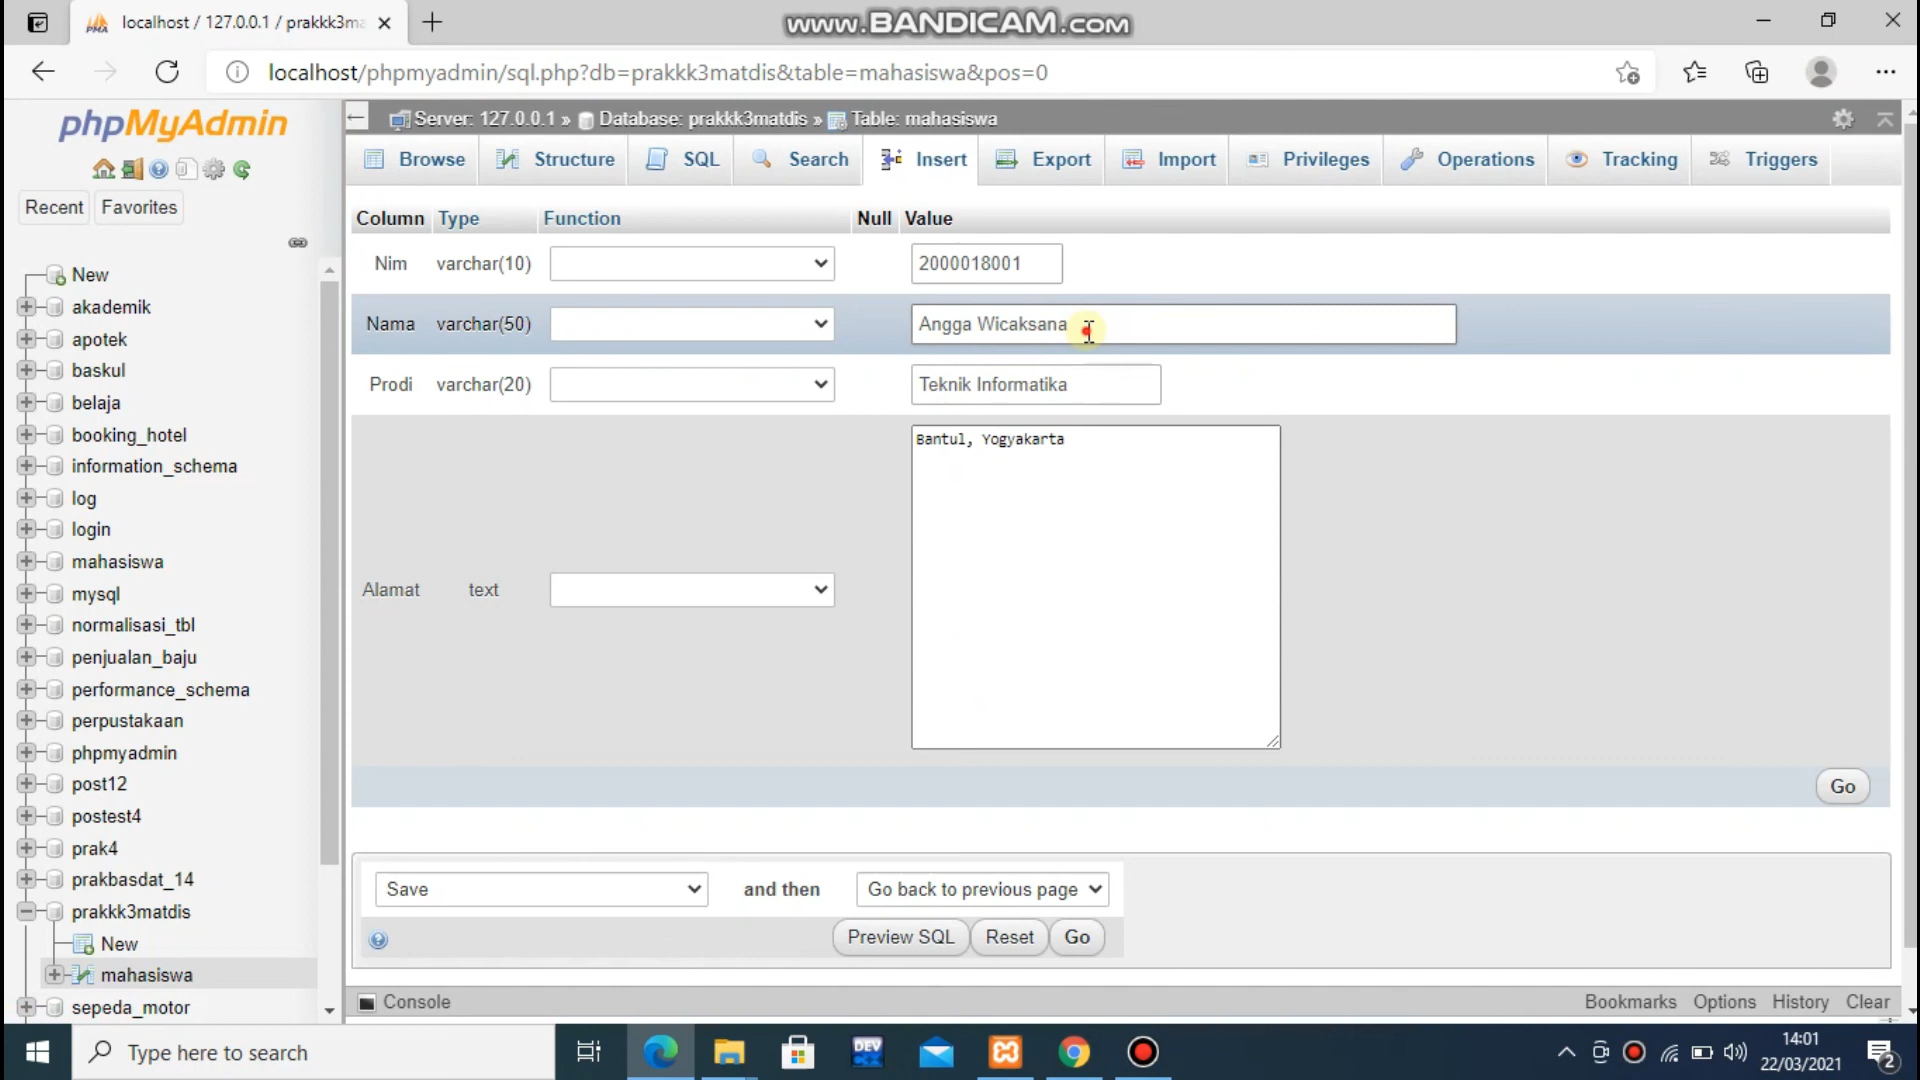 localhost / 127.0.0.1 / prakkk3ma
www.BANDICAM.com
localhost/phpmyadmin/sql.php?db=prakkk3matdis&table=mahasiswa&pos=0
phpMyAdmin
Recent
Favorites
New
akademik
apotek
baskul
belaja
booking_hotel
information_schema
log
login
mahasiswa
mysql
normalisasi_tbl
penjualan_baju
performance_schema
perpustakaan
phpmyadmin
post12
postest4
prak4
prakbasdat_14
prakkk3matdis
New
mahasiswa
sepeda_motor
Server: 127.0.0.1 » Database: prakkk3matdis » Table: mahasiswa
Browse Structure SQL Search Insert Export Import Privileges Operations Tracking Triggers
Column Type Function Null Value
Nim varchar(10) 2000018001
Nama varchar(50) Angga Wicaksana
Prodi varchar(20) Teknik Informatika
Bantul, Yogyakarta
Alamat text
Go
Save and then Go back to previous page
Preview SQL Reset Go
Console Bookmarks Options History Clear
Type here to search
DEV
14:01
22/03/2021
2